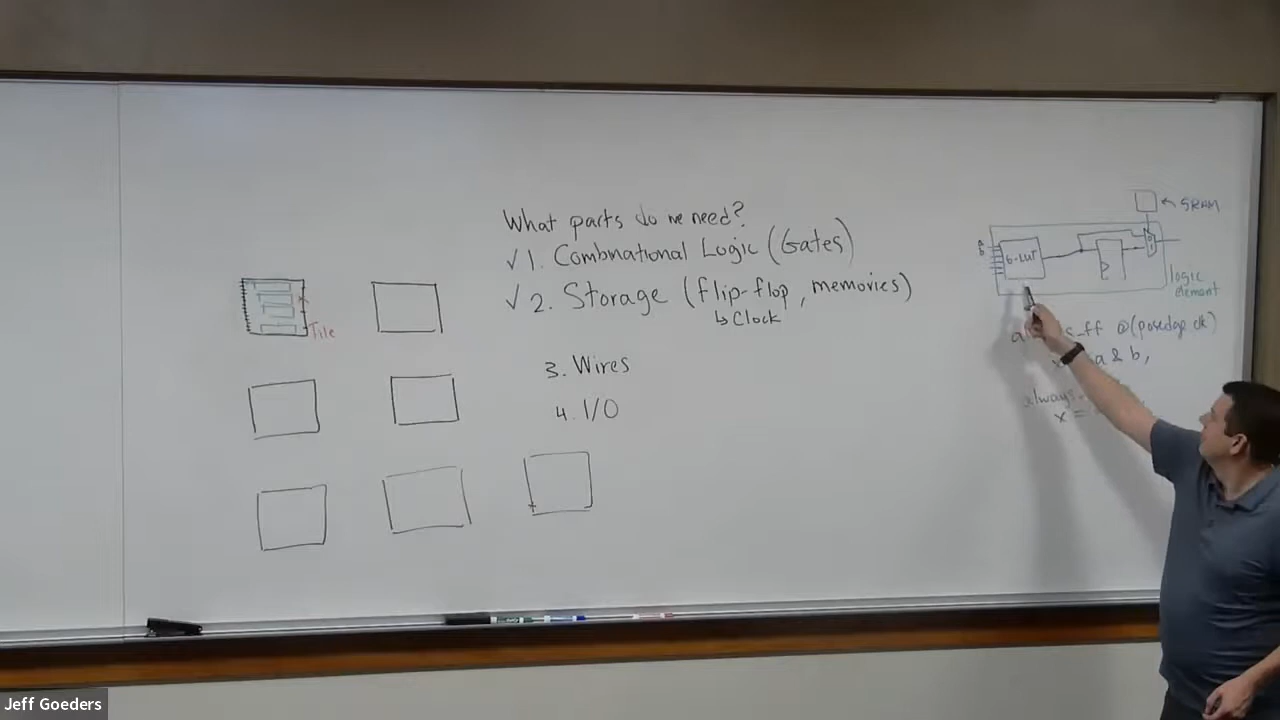 What parts do we need?
✓ 1. Combinational Logic (Gates)
✓ 2. Storage (flip-flop, memories)
↳ Clock
3. Wires
4. I/O
Tile
SRAM
6-LUT
logic
element
@(posedge clk)
a & b,
always
x =
Jeff Goeders